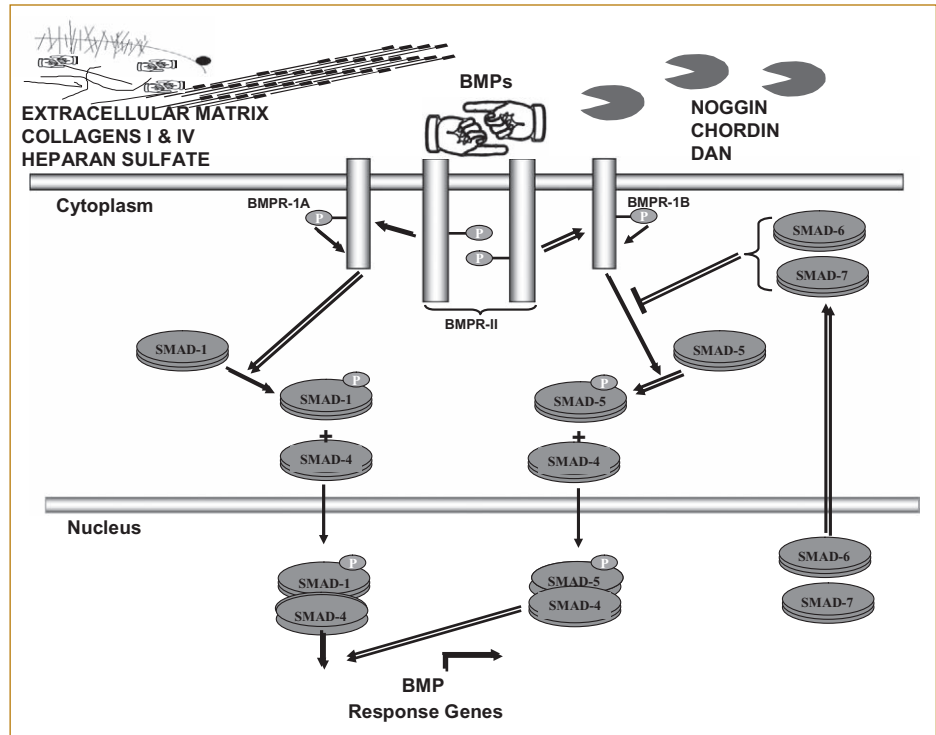 BMPs
EXTRACELLULAR MATRIX
COLLAGENS I & IV
HEPARAN SULFATE
NOGGIN
CHORDIN
DAN
Cytoplasm
BMPR-1A
P
P
P
BMPR-1B
P
SMAD-6
SMAD-7
BMPR-II
SMAD-1
SMAD-5
P
SMAD-1
+
SMAD-4
P
SMAD-5
+
SMAD-4
Nucleus
P
SMAD-1
SMAD-4
P
SMAD-5
SMAD-4
SMAD-6
SMAD-7
BMP
Response Genes